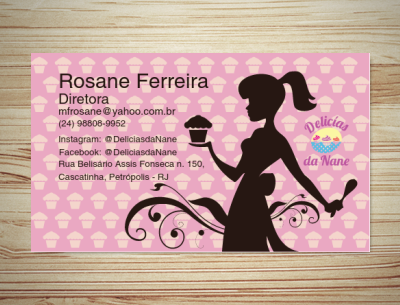 Rosane Ferreira
Diretora
mfrosane@yahoo.com.br
(24) 98808-9952
Instagram: @DeliciasdaNane
Facebook: @DeliciasdaNane
Rua Belisário Assis Fonseca n. 150,
Cascatinha, Petrópolis - RJ
Delícias
da Nane